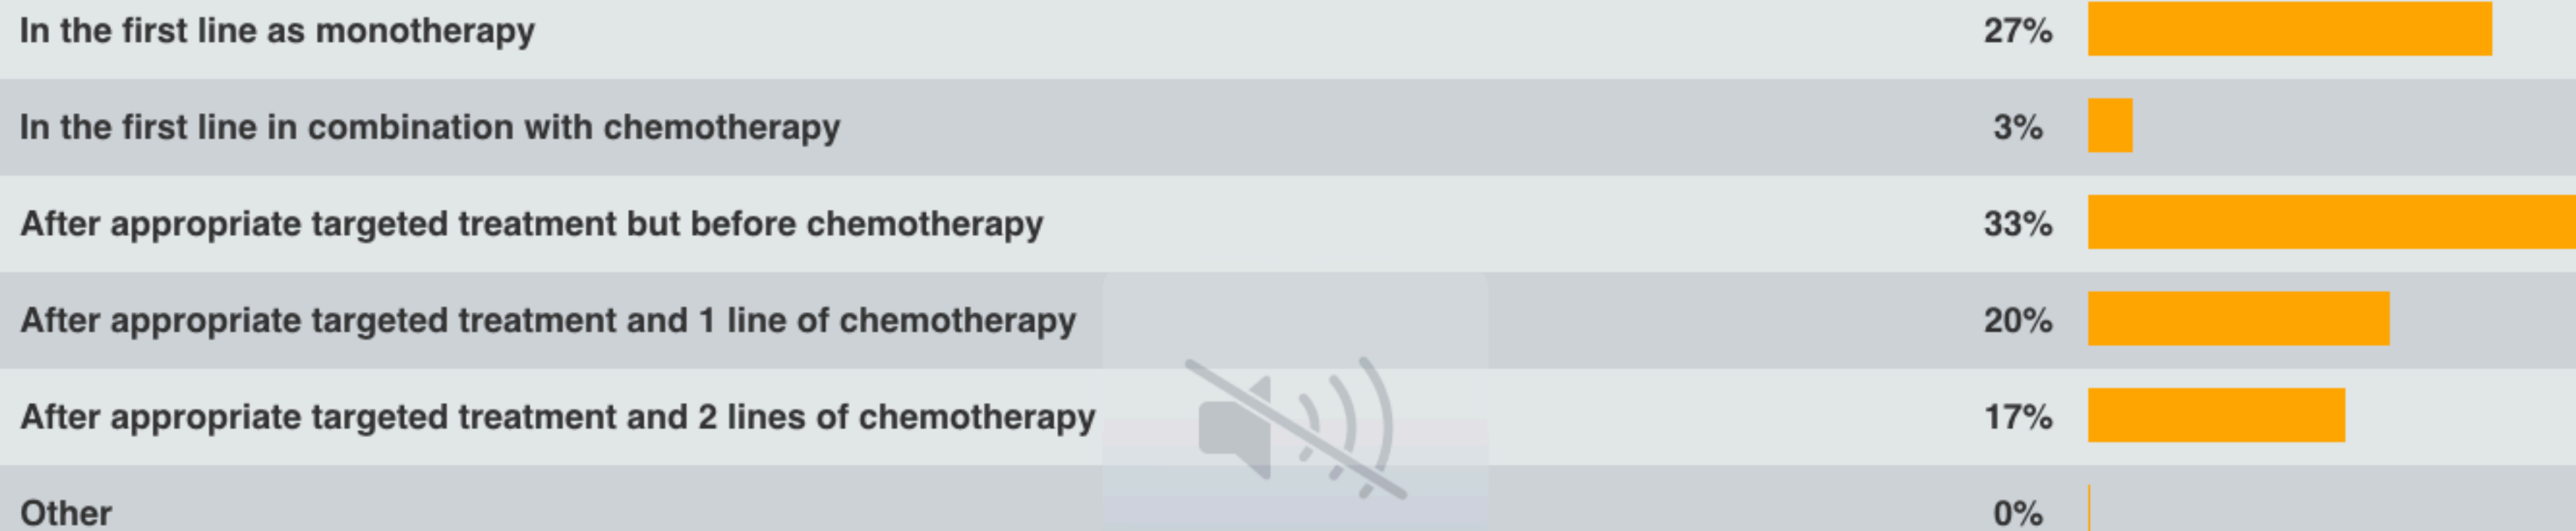 In the first line as monotherapy 27%
In the first line in combination with chemotherapy 3%
After appropriate targeted treatment but before chemotherapy 33%
After appropriate targeted treatment and 1 line of chemotherapy 20%
After appropriate targeted treatment and 2 lines of chemotherapy 17%
Other 0%